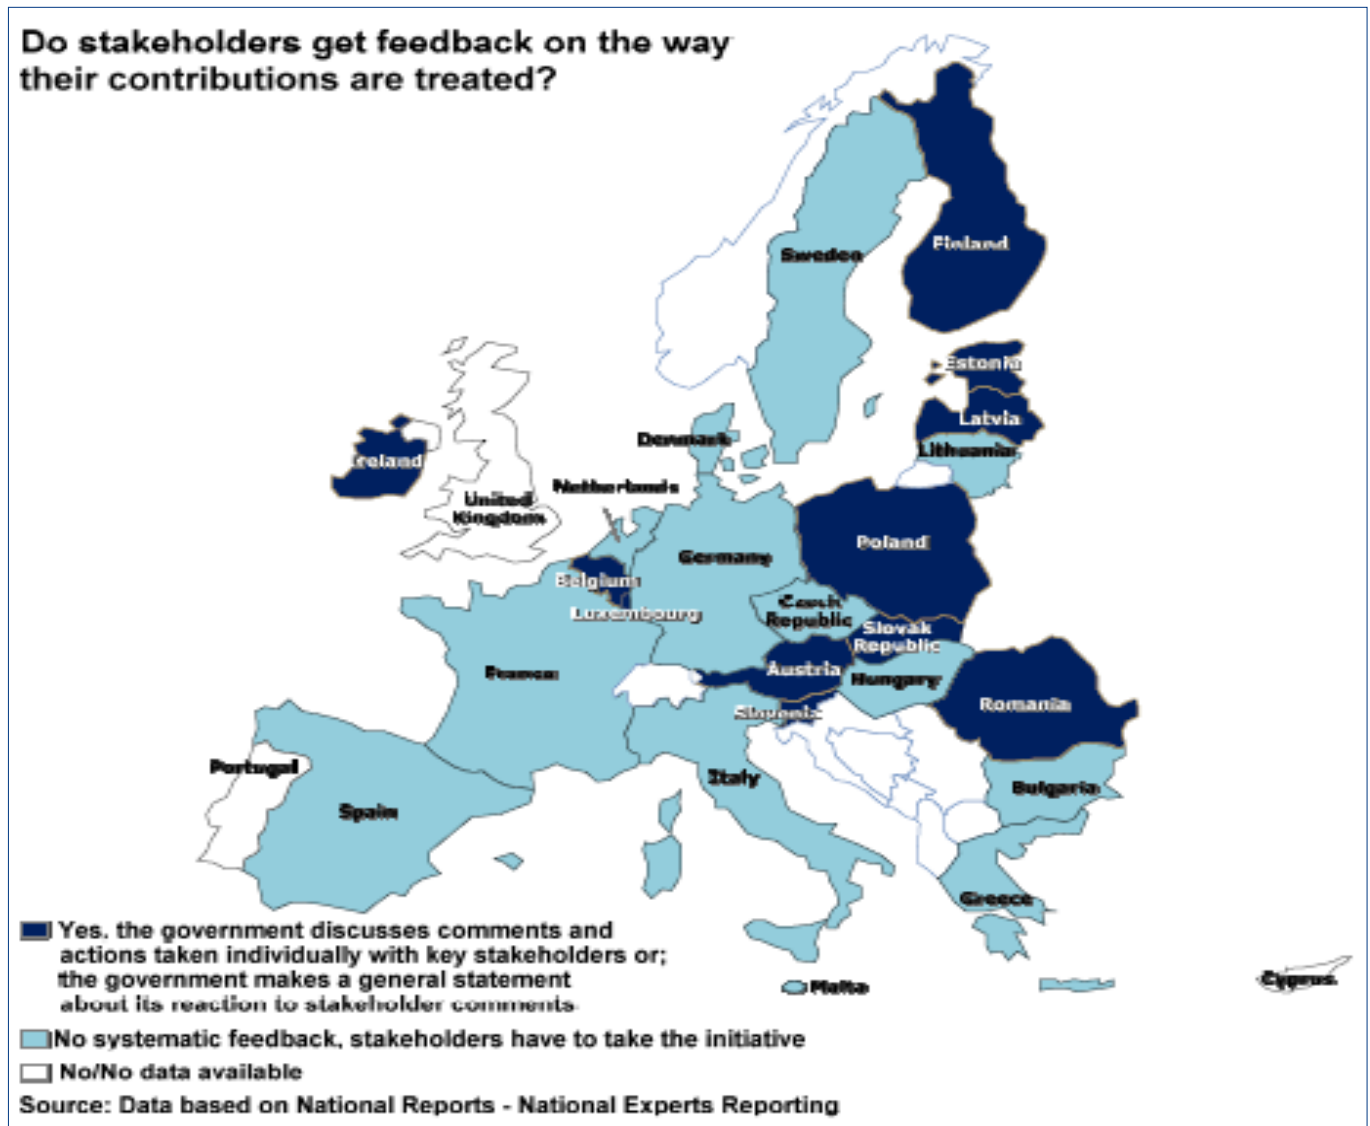 Do stakeholders get feedback on the way
their contributions are treated?
Finland
Sweden
Estonia
Latvia
Denmark
Lithuania
Ireland
Netherlands
United
Kingdom
Poland
Germany
Belgium
Czech
Republic
Luxembourg
Slovak
Republic
Austria
France
Hungary
Romania
Slovenia
Portugal
Italy
Bulgaria
Spain
Greece
Yes. the government discusses comments and
actions taken individually with key stakeholders or;
the government makes a general statement
about its reaction to stakeholder comments.
Cyprus
Malta
No systematic feedback, stakeholders have to take the initiative
No/No data available
Source: Data based on National Reports - National Experts Reporting